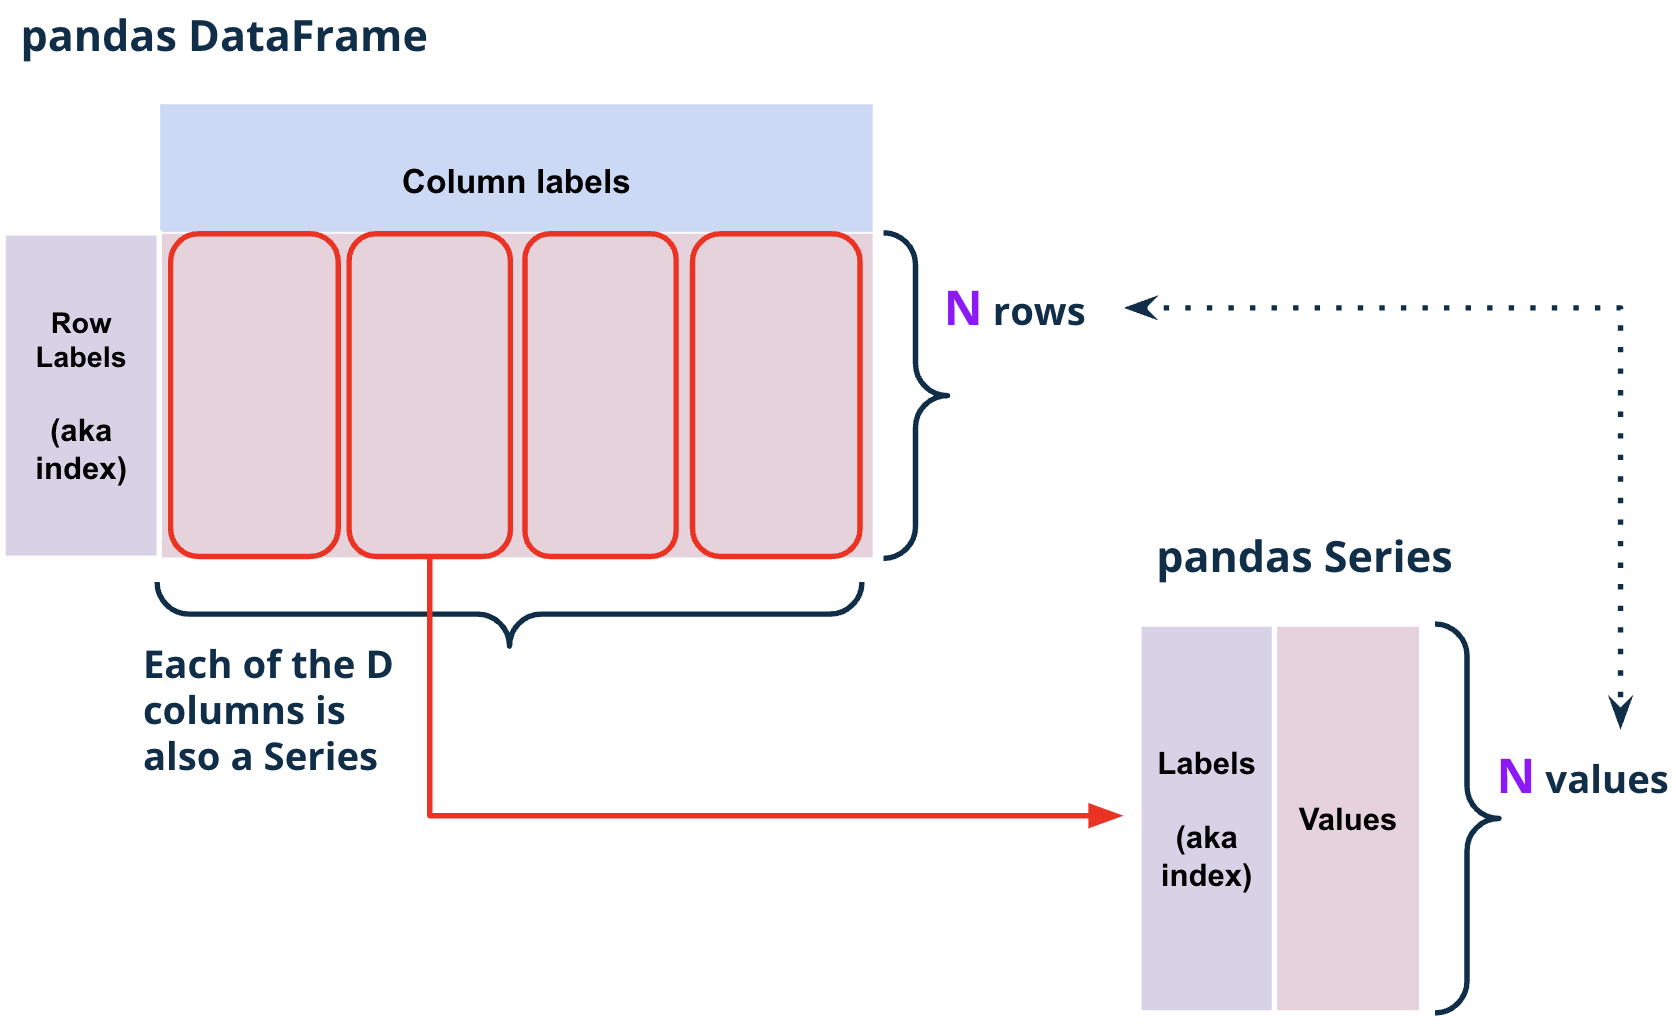 pandas DataFrame
Column labels
Row
Labels
(aka
index)
N rows
Each of the D
columns is
also a Series
pandas Series
Labels
(aka
index)
Values
N values